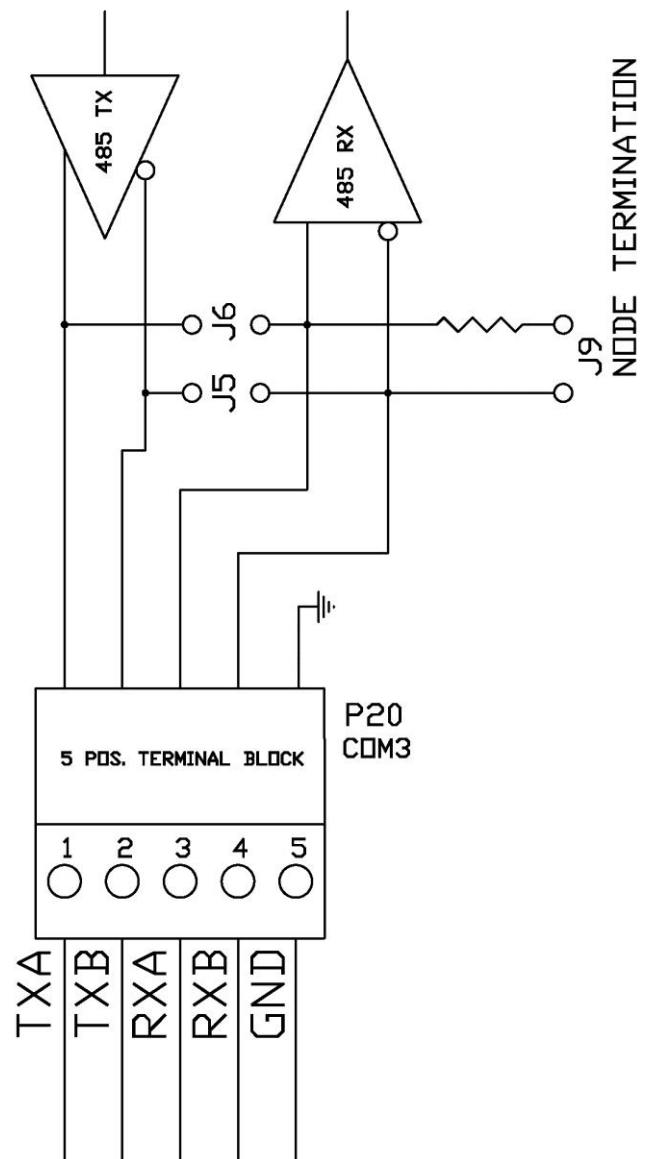 485 TX
485 RX
NODE TERMINATION
J6
J9
J5
P20
COM3
5 POS. TERMINAL BLOCK
1 2 3 4 5
TXA
TXB
RXA
RXB
GND